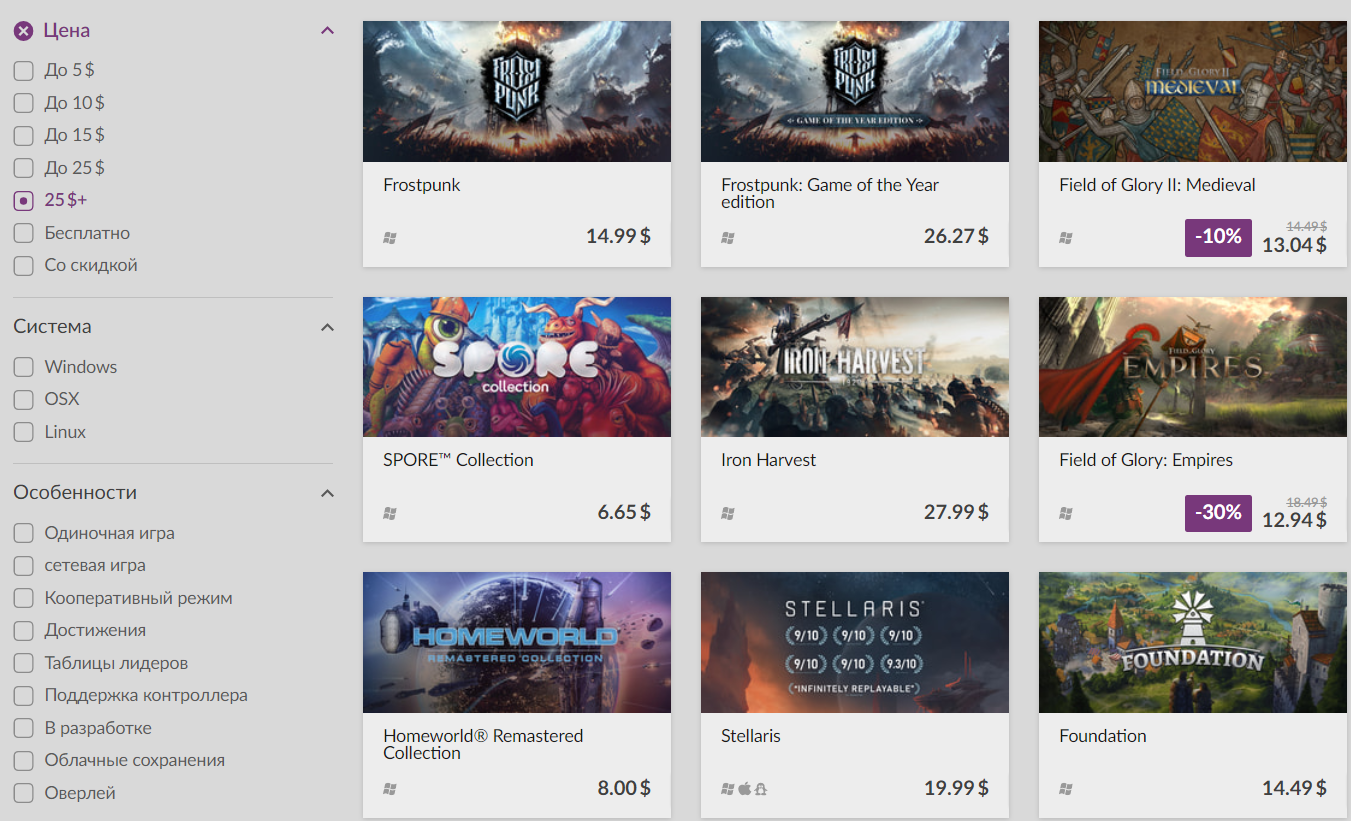 Цена
До 5 $
До 10 $
До 15 $
До 25 $
25 $+
Бесплатно
Со скидкой
Система
Windows
OSX
Linux
Особенности
Одиночная игра
сетевая игра
Кооперативный режим
Достижения
Таблицы лидеров
Поддержка контроллера
В разработке
Облачные сохранения
Оверлей
FROST
PUNK
Frostpunk
14.99 $
FROST
PUNK
GAME OF THE YEAR EDITION
Frostpunk: Game of the Year
edition
26.27 $
FIELD OF GLORY II
MEDIEVAL
Field of Glory II: Medieval
-10%
14.49 $
13.04 $
SPORE
collection
SPORE™ Collection
6.65 $
IRON HARVEST
Iron Harvest
27.99 $
FIELD OF GLORY
EMPIRES
Field of Glory: Empires
-30%
18.49 $
12.94 $
HOMEWORLD
REMASTERED COLLECTION
Homeworld® Remastered
Collection
8.00 $
STELLARIS
9/10 9/10 9/10
9/10 9/10 9.3/10
"INFINITELY REPLAYABLE"
Stellaris
19.99 $
FOUNDATION
Foundation
14.49 $